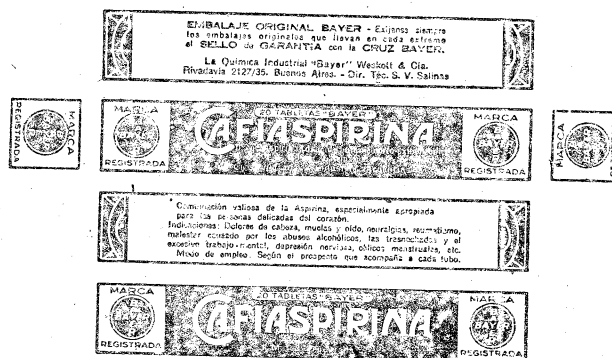 EMBALAJE ORIGINAL BAYER - Exíjanse siempre
los embalajes originales que llevan en cada extremo
el SELLO de GARANTIA con la CRUZ BAYER.
La Química Industrial "Bayer" Weskott & Cia.
Rivadavia 2127/35. Buenos Aires. - Dir. Téc. S. V. Salinas
MARCA
REGISTRADA
MARCA
REGISTRADA
20 TABLETAS "BAYER"
CAFIASPIRINA
MARCA
REGISTRADA
MARCA
REGISTRADA
Combinación valiosa de la Aspirina, especialmente apropiada
para las personas delicadas del corazón.
Indicaciones: Dolores de cabeza, muelas y oído, neuralgias, reumatismo,
malestar causado por los abusos alcohólicos, las trasnochadas y el
excesivo trabajo mental, depresión nerviosa, cólicos menstruales, etc.
Modo de empleo. Según el prospecto que acompaña a cada tubo.
MARCA
REGISTRADA
20 TABLETAS "BAYER"
CAFIASPIRINA
MARCA
REGISTRADA